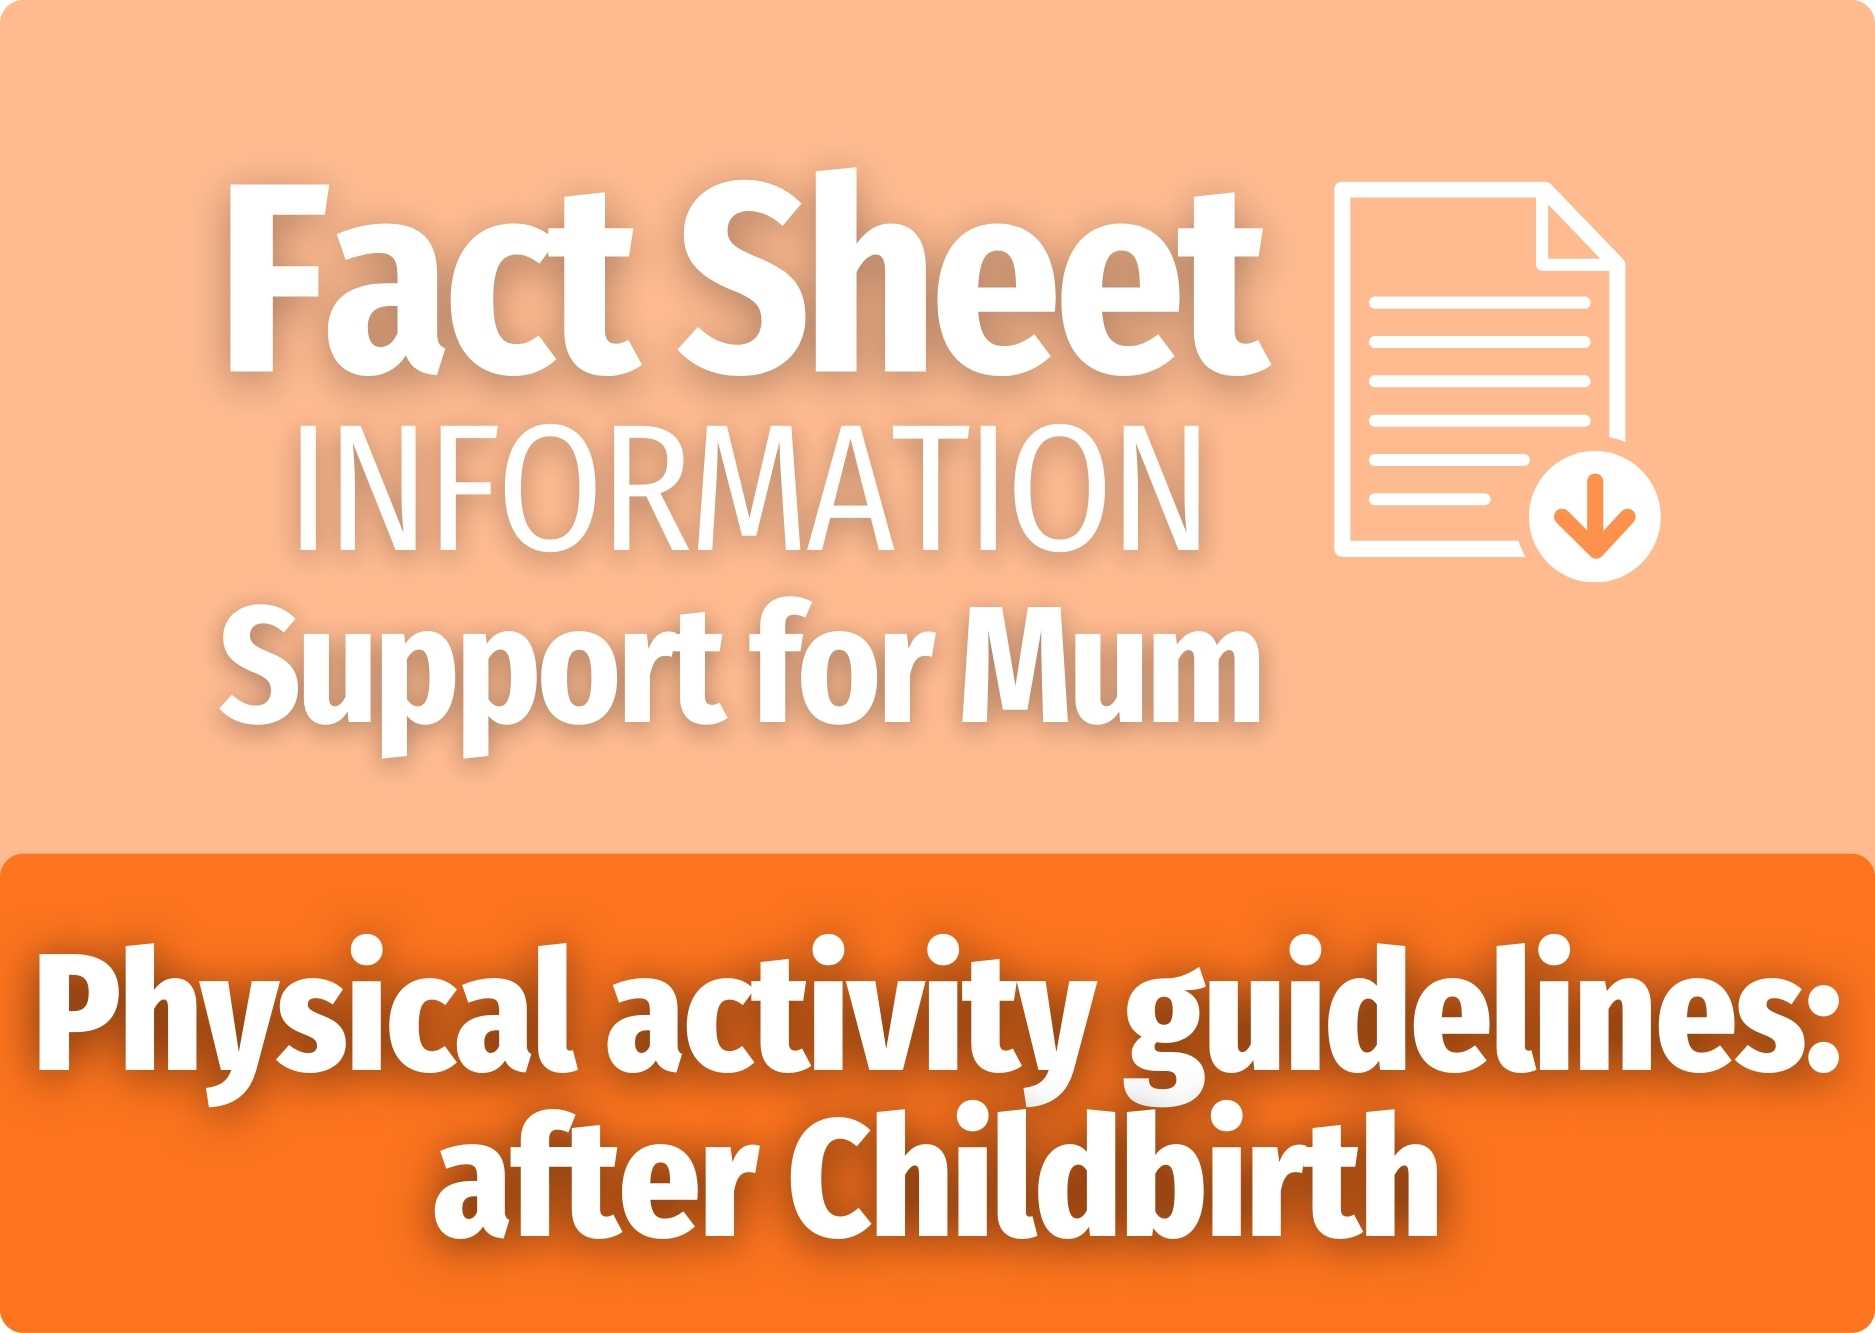 Fact Sheet
INFORMATION
Support for Mum
Physical activity guidelines:
after Childbirth